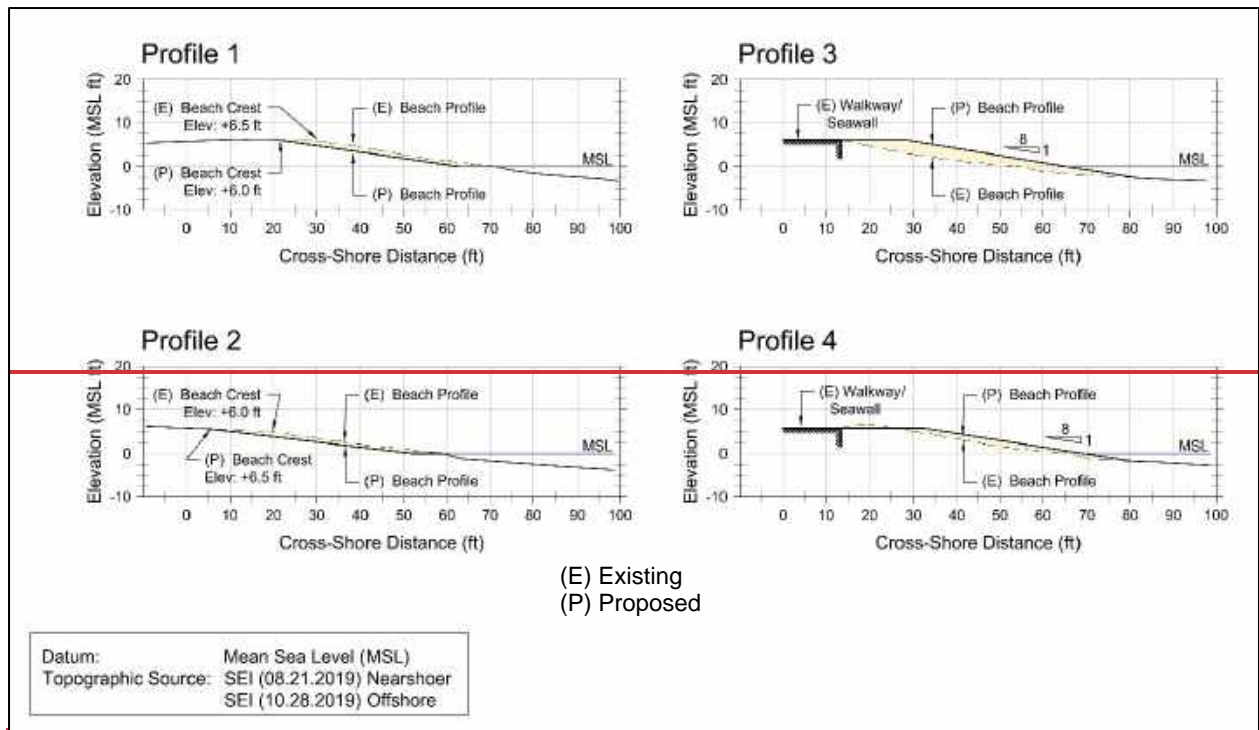 Profile 1
Elevation (MSL ft)
20
10
0
-10
(E) Beach Crest
Elev: +6.5 ft
(E) Beach Profile
MSL
(P) Beach Crest
Elev: +6.0 ft
(P) Beach Profile
0 10 20 30 40 50 60 70 80 90 100
Cross-Shore Distance (ft)
Profile 3
Elevation (MSL ft)
20
10
0
-10
(E) Walkway/
Seawall
(P) Beach Profile
8
1
MSL
(E) Beach Profile
0 10 20 30 40 50 60 70 80 90 100
Cross-Shore Distance (ft)
Profile 2
Elevation (MSL ft)
20
10
0
-10
(E) Beach Crest
Elev: +6.0 ft
(E) Beach Profile
MSL
(P) Beach Crest
Elev: +6.5 ft
(P) Beach Profile
0 10 20 30 40 50 60 70 80 90 100
Cross-Shore Distance (ft)
Profile 4
Elevation (MSL ft)
20
10
0
-10
(E) Walkway/
Seawall
(P) Beach Profile
8
1
MSL
(E) Beach Profile
0 10 20 30 40 50 60 70 80 90 100
Cross-Shore Distance (ft)
(E) Existing
(P) Proposed
Datum: Mean Sea Level (MSL)
Topographic Source: SEI (08.21.2019) Nearshoer
SEI (10.28.2019) Offshore